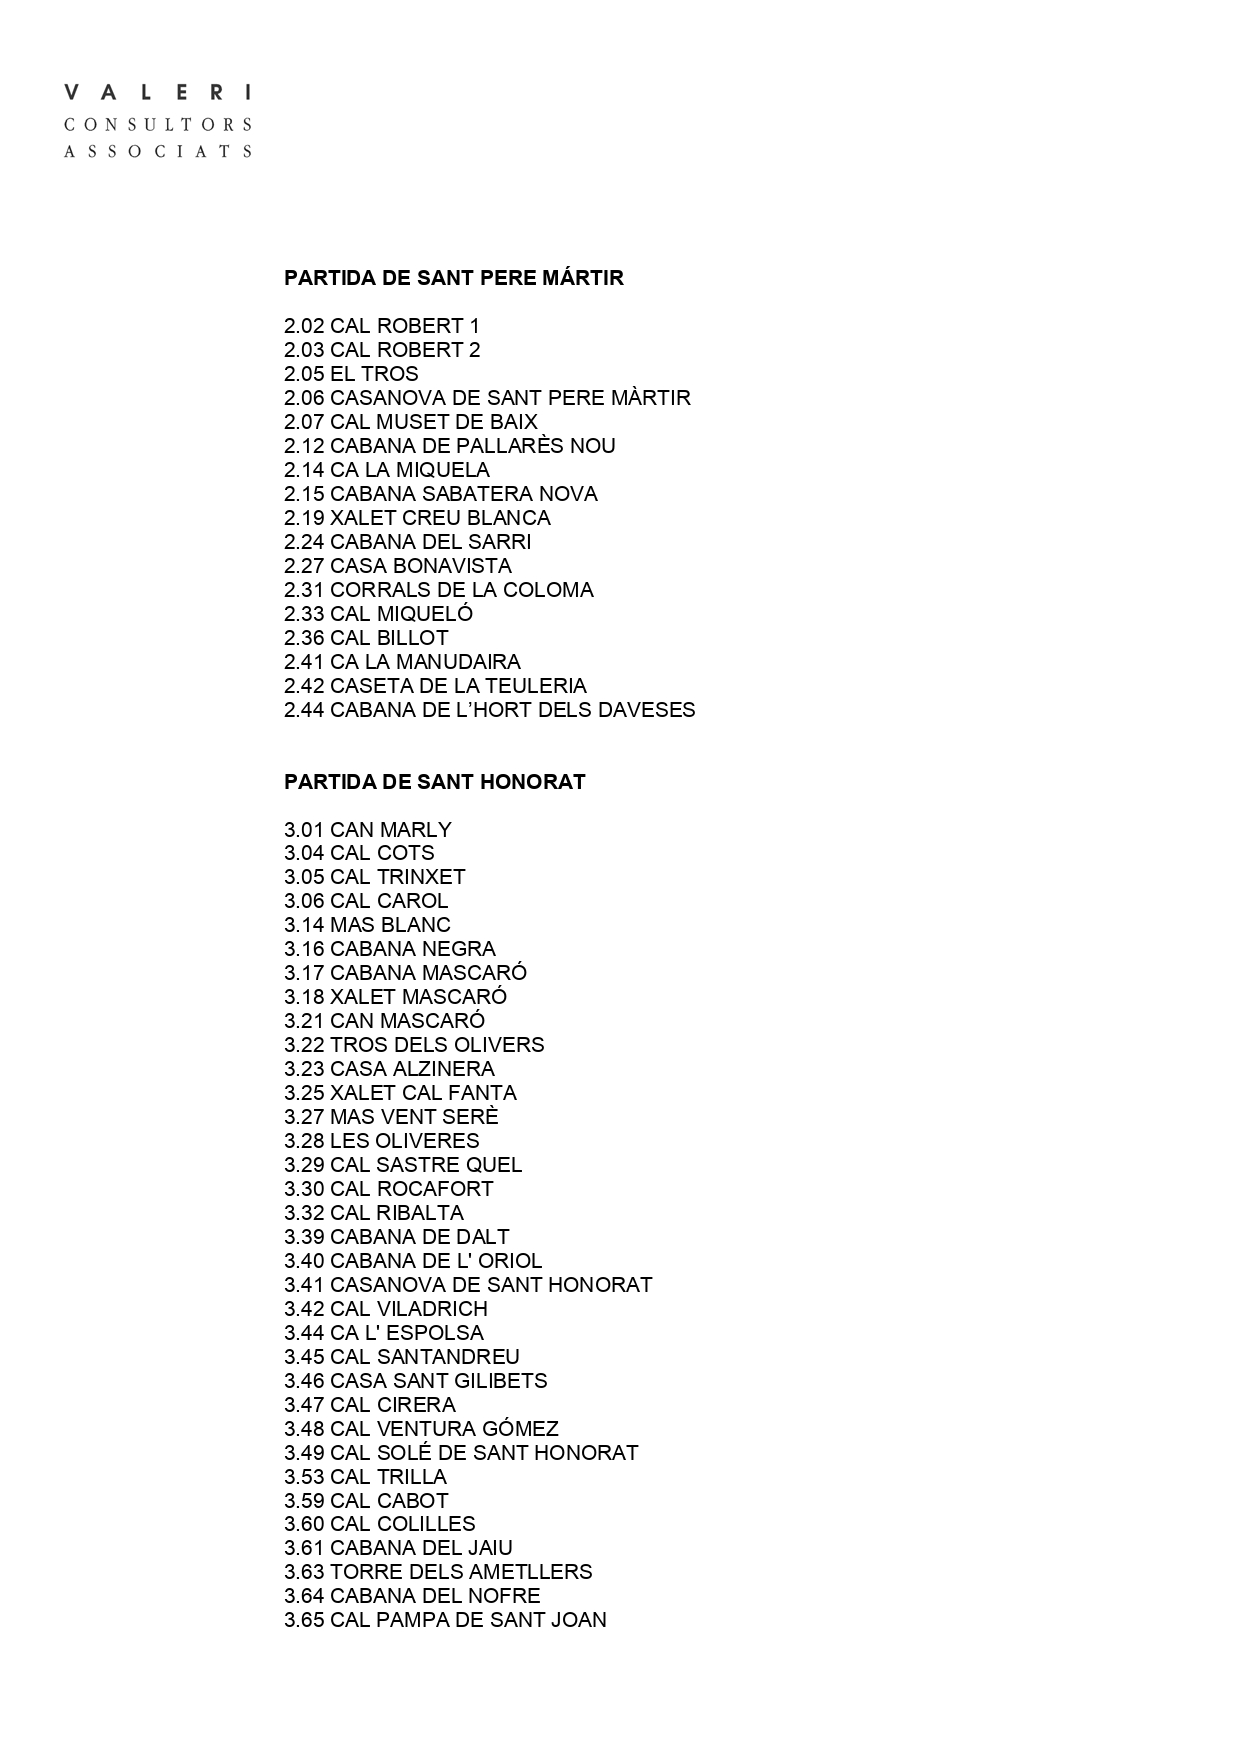 VALERI
CONSULTORS
ASSOCIATS
PARTIDA DE SANT PERE MÁRTIR
2.02 CAL ROBERT 1
2.03 CAL ROBERT 2
2.05 EL TROS
2.06 CASANOVA DE SANT PERE MÀRTIR
2.07 CAL MUSET DE BAIX
2.12 CABANA DE PALLARÈS NOU
2.14 CA LA MIQUELA
2.15 CABANA SABATERA NOVA
2.19 XALET CREU BLANCA
2.24 CABANA DEL SARRI
2.27 CASA BONAVISTA
2.31 CORRALS DE LA COLOMA
2.33 CAL MIQUELÓ
2.36 CAL BILLOT
2.41 CA LA MANUDAIRA
2.42 CASETA DE LA TEULERIA
2.44 CABANA DE L’HORT DELS DAVESES
PARTIDA DE SANT HONORAT
3.01 CAN MARLY
3.04 CAL COTS
3.05 CAL TRINXET
3.06 CAL CAROL
3.14 MAS BLANC
3.16 CABANA NEGRA
3.17 CABANA MASCARÓ
3.18 XALET MASCARÓ
3.21 CAN MASCARÓ
3.22 TROS DELS OLIVERS
3.23 CASA ALZINERA
3.25 XALET CAL FANTA
3.27 MAS VENT SERÈ
3.28 LES OLIVERES
3.29 CAL SASTRE QUEL
3.30 CAL ROCAFORT
3.32 CAL RIBALTA
3.39 CABANA DE DALT
3.40 CABANA DE L' ORIOL
3.41 CASANOVA DE SANT HONORAT
3.42 CAL VILADRICH
3.44 CA L' ESPOLSA
3.45 CAL SANTANDREU
3.46 CASA SANT GILIBETS
3.47 CAL CIRERA
3.48 CAL VENTURA GÓMEZ
3.49 CAL SOLÉ DE SANT HONORAT
3.53 CAL TRILLA
3.59 CAL CABOT
3.60 CAL COLILLES
3.61 CABANA DEL JAIU
3.63 TORRE DELS AMETLLERS
3.64 CABANA DEL NOFRE
3.65 CAL PAMPA DE SANT JOAN